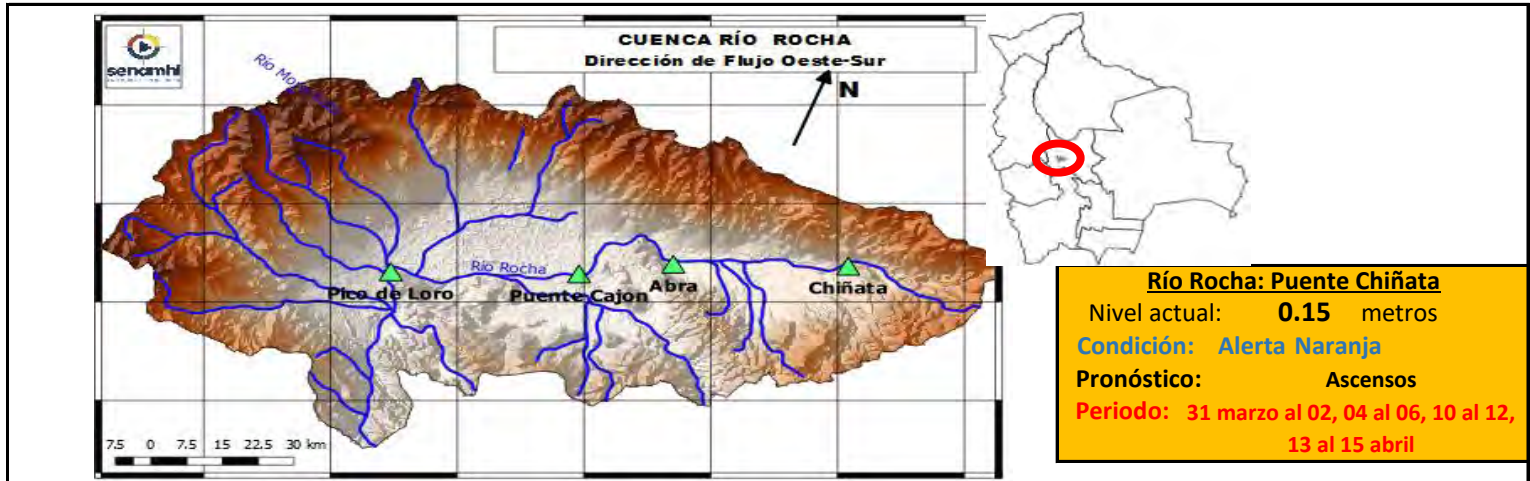 CUENCA RÍO ROCHA
Dirección de Flujo Oeste-Sur
senamhi
N
Río Rocha
Pico de Loro
Puente Cajon
Abra
Chiñata
7.5 0 7.5 15 22.5 30 km
Río Rocha: Puente Chiñata
Nivel actual: 0.15 metros
Condición: Alerta Naranja
Pronóstico: Ascensos
Periodo: 31 marzo al 02, 04 al 06, 10 al 12,
13 al 15 abril